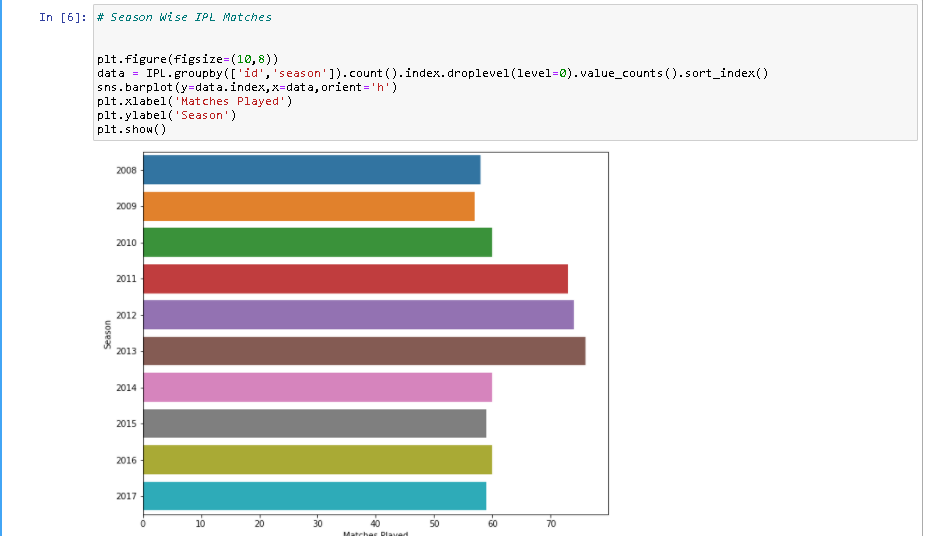 In [6]:
# Season Wise IPL Matches
plt.figure(figsize=(10,8))
data = IPL.groupby(['id','season']).count().index.droplevel(level=0).value_counts().sort_index()
sns.barplot(y=data.index,x=data,orient='h')
plt.xlabel('Matches Played')
plt.ylabel('Season')
plt.show()
2008
2009
2010
2011
2012
Season
2013
2014
2015
2016
2017
0 10 20 30 40 50 60 70
Matches Played